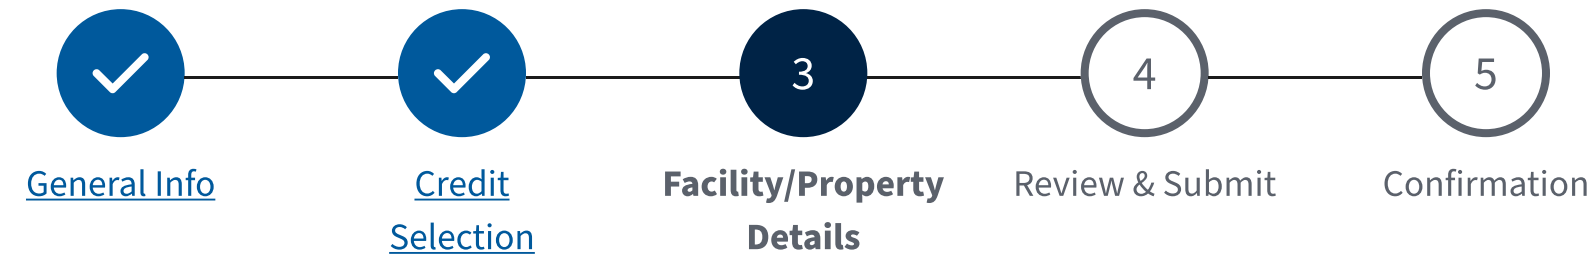 3
4
5
General Info
Credit
Selection
Facility/Property
Details
Review & Submit
Confirmation